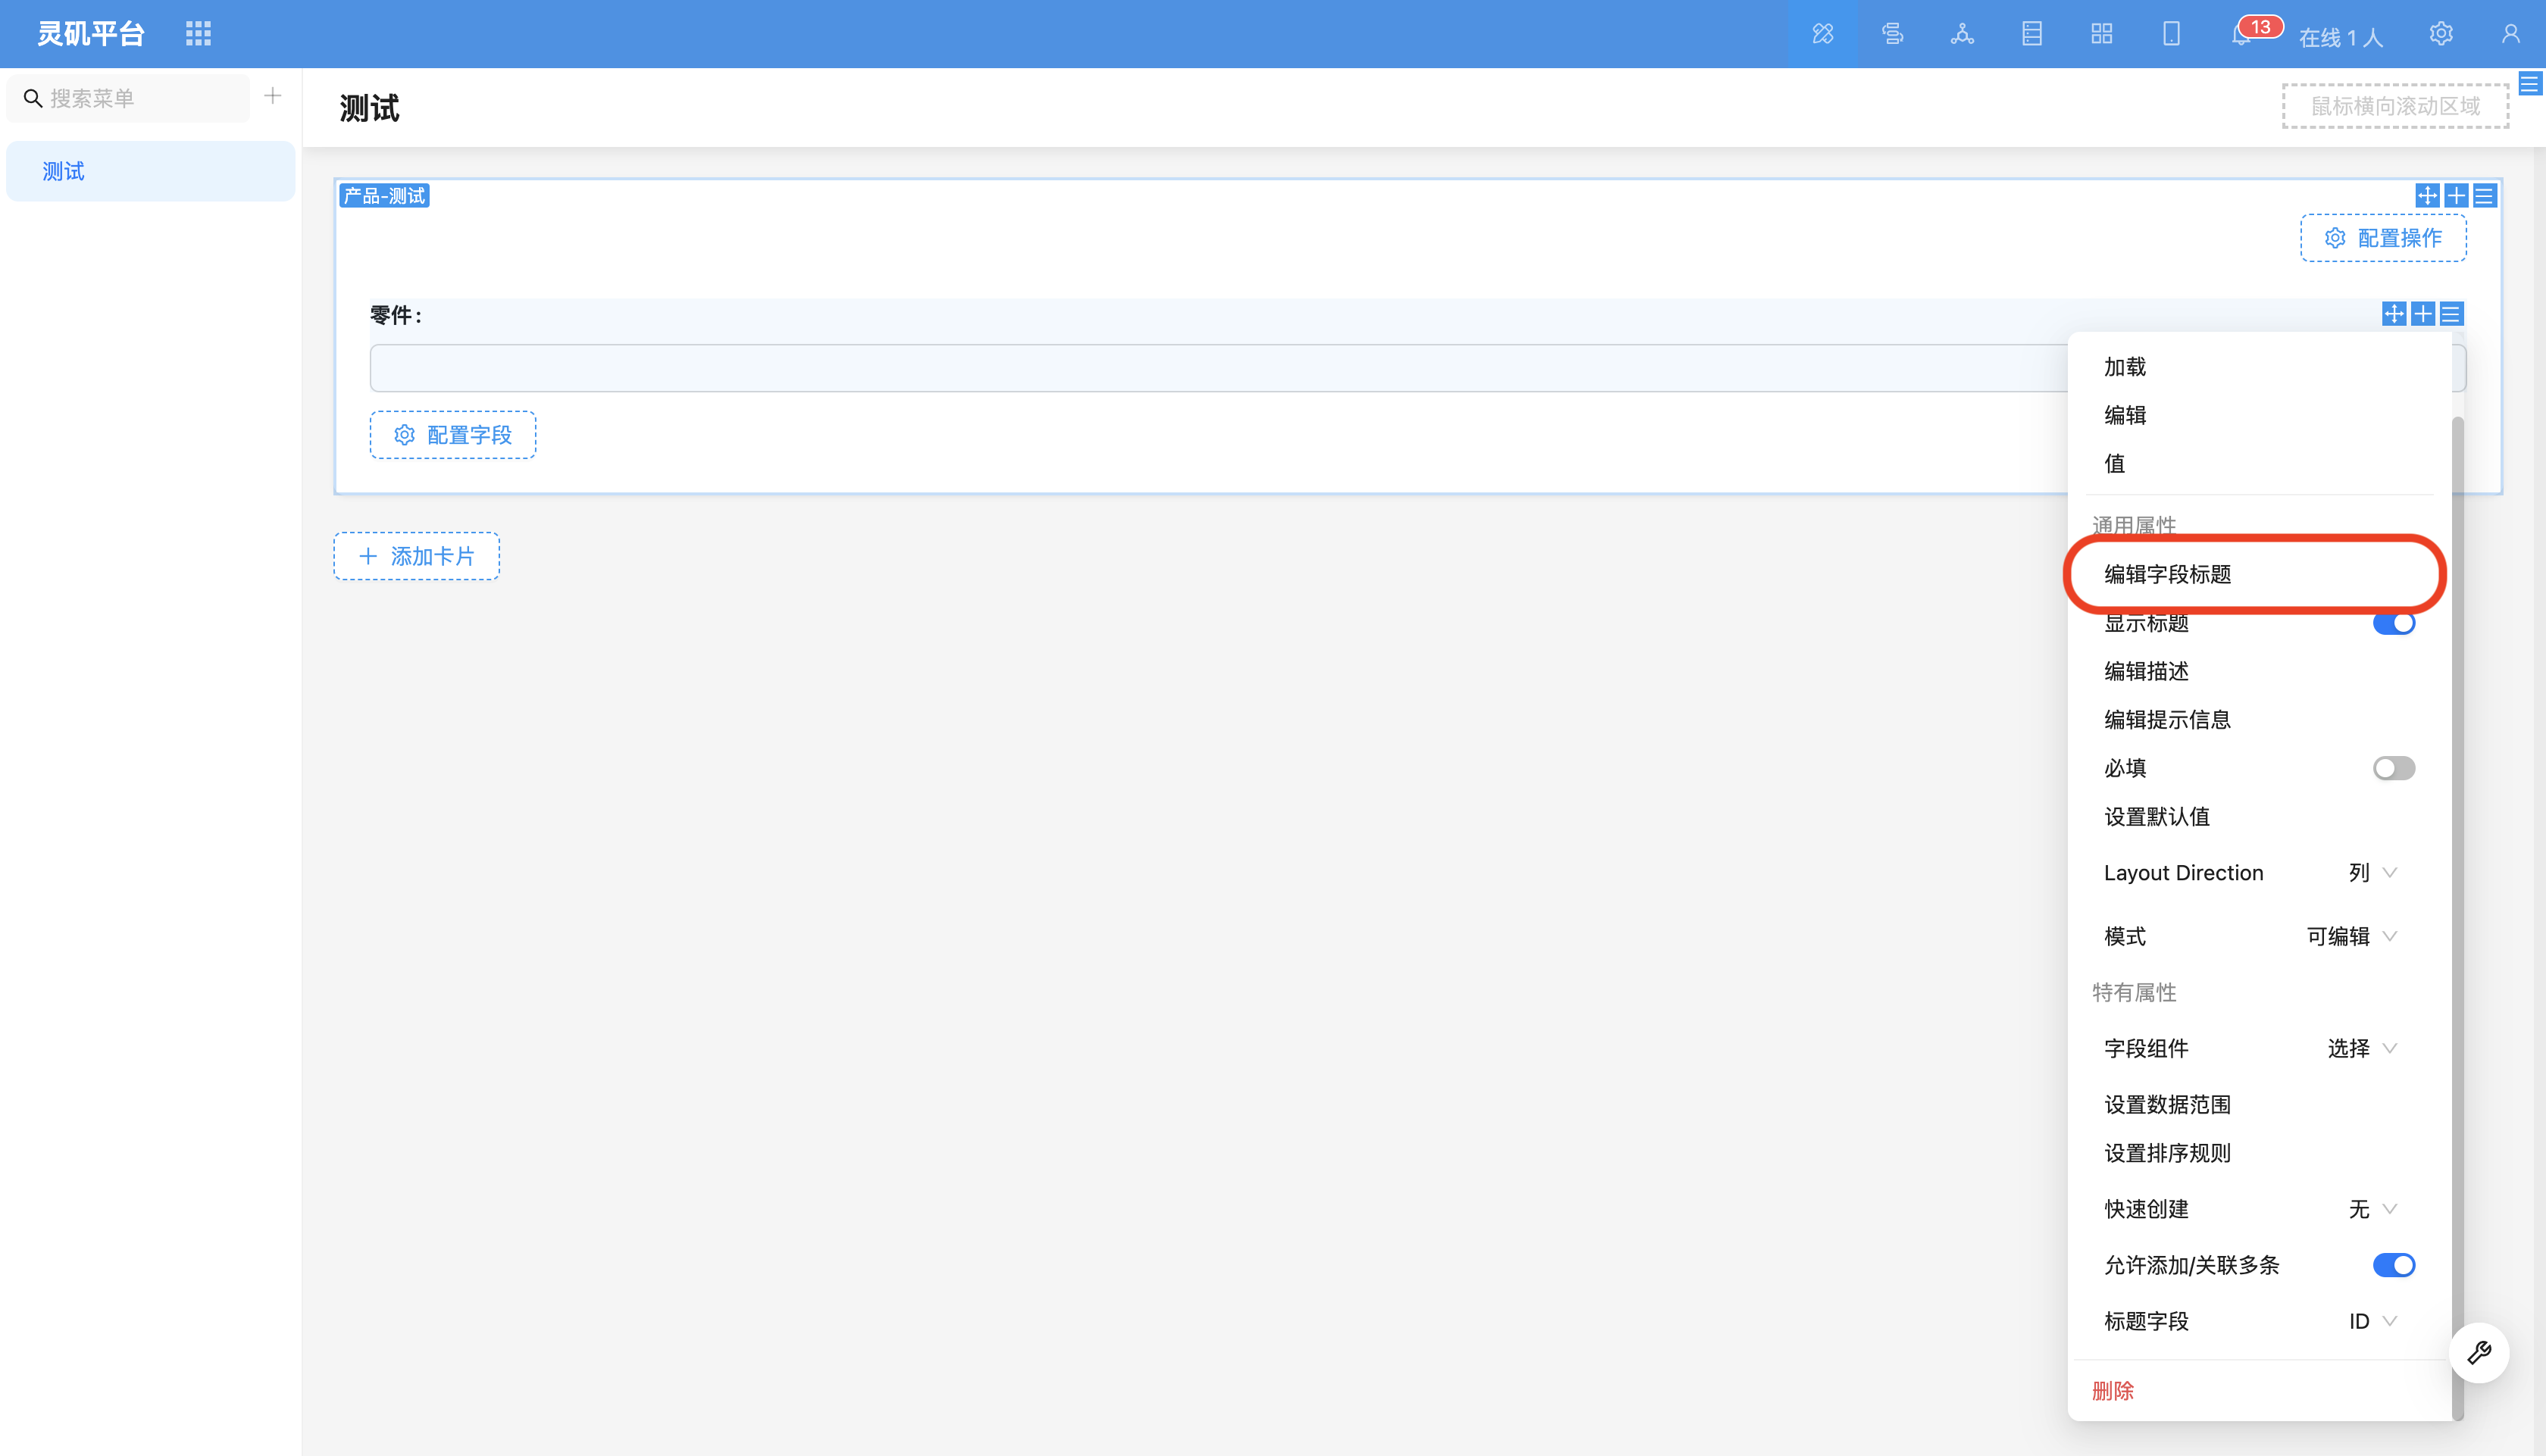 灵矶平台
13
在线 1 人
搜索菜单
测试
测试
鼠标横向滚动区域
产品-测试
配置操作
零件：
配置字段
添加卡片
加载
编辑
值
通用属性
编辑字段标题
显示标题
编辑描述
编辑提示信息
必填
设置默认值
Layout Direction 列
模式 可编辑
特有属性
字段组件 选择
设置数据范围
设置排序规则
快速创建 无
允许添加/关联多条
标题字段 ID
删除